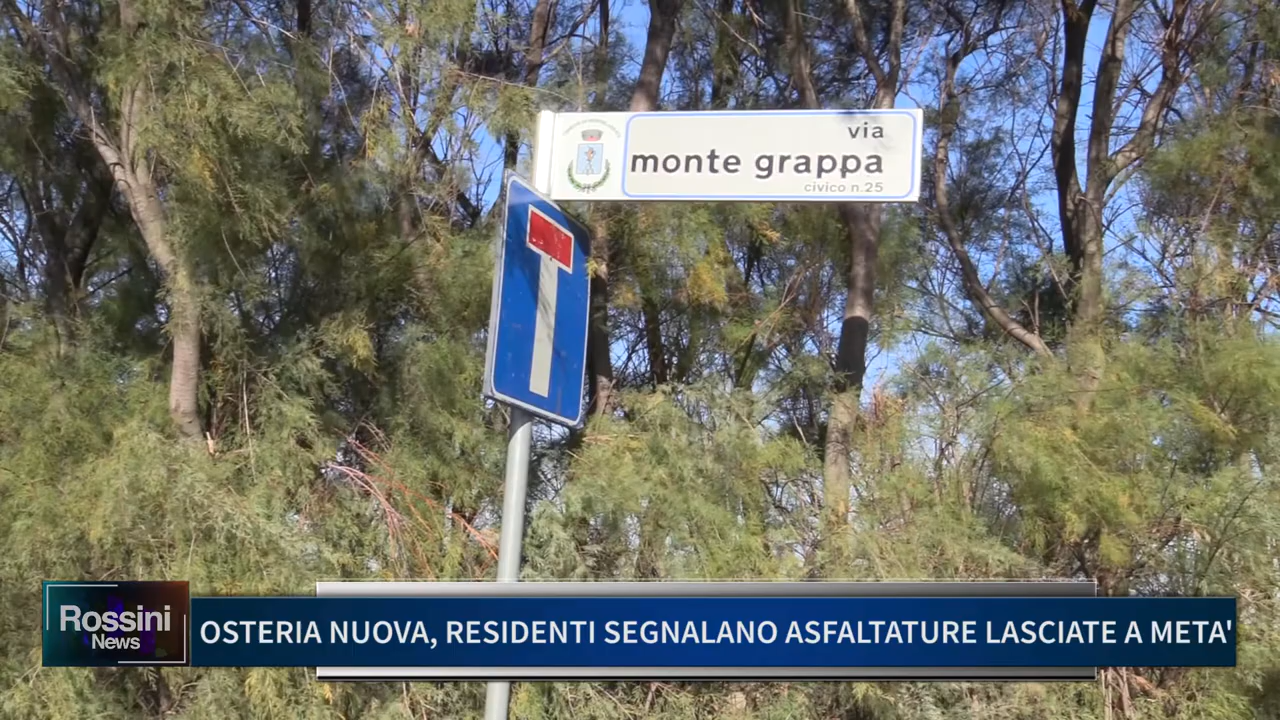 via
monte grappa
civico n.25
Rossini
News
OSTERIA NUOVA, RESIDENTI SEGNALANO ASFALTATURE LASCIATE A META'